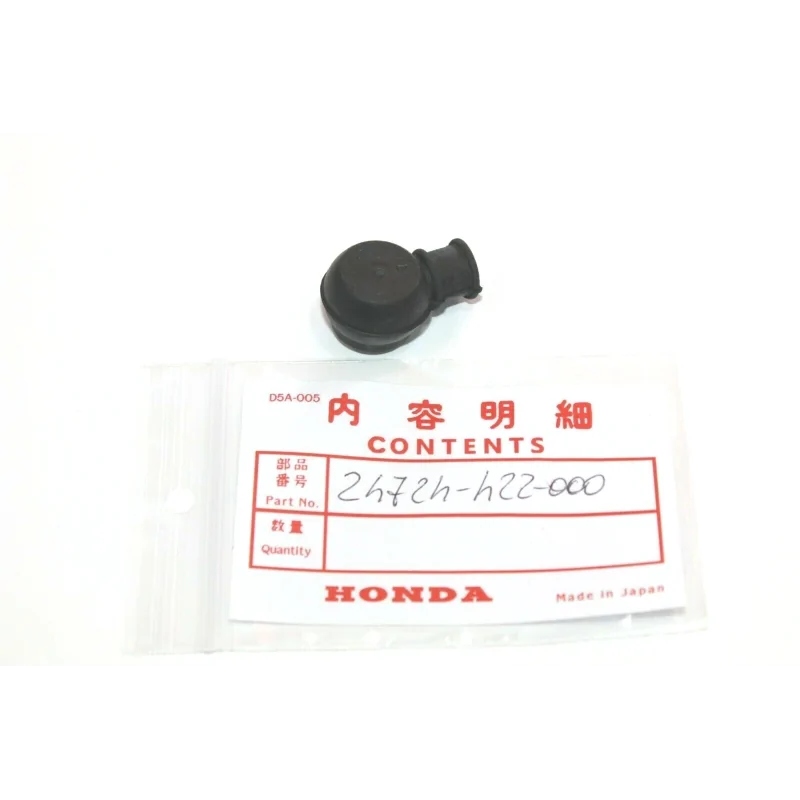 D5A-005
内容明細
CONTENTS
部品
番号
Part No.
24724-422-000
数量
Quantity
HONDA
Made in Japan